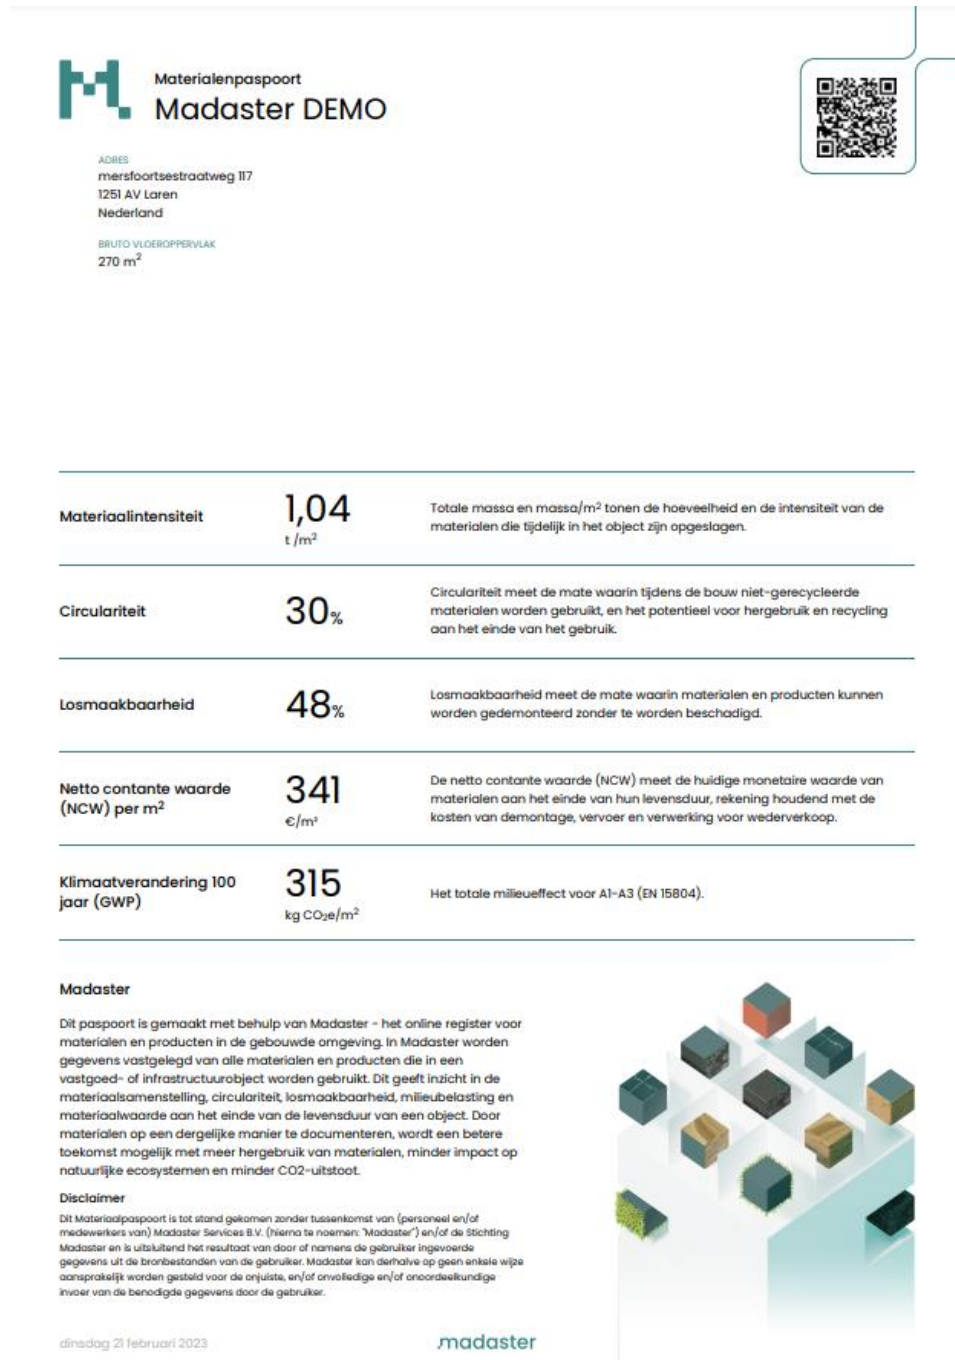 Materialenpaspoort
Madaster DEMO
ADRES
mersfoortsestraatweg 117
1251 AV Laren
Nederland
BRUTO VLOEROPPERVLAK
270 m²
Materiaalintensiteit
1,04
t /m²
Totale massa en massa/m² tonen de hoeveelheid en de intensiteit van de
materialen die tijdelijk in het object zijn opgeslagen.
Circulariteit
30%
Circulariteit meet de mate waarin tijdens de bouw niet-gerecycleerde
materialen worden gebruikt, en het potentieel voor hergebruik en recycling
aan het einde van het gebruik.
Losmaakbaarheid
48%
Losmaakbaarheid meet de mate waarin materialen en producten kunnen
worden gedemonteerd zonder te worden beschadigd.
Netto contante waarde
(NCW) per m²
341
€/m²
De netto contante waarde (NCW) meet de huidige monetaire waarde van
materialen aan het einde van hun levensduur, rekening houdend met de
kosten van demontage, vervoer en verwerking voor wederverkoop.
Klimaatverandering 100
jaar (GWP)
315
kg CO₂e/m²
Het totale milieueffect voor A1-A3 (EN 15804).
Madaster
Dit paspoort is gemaakt met behulp van Madaster - het online register voor
materialen en producten in de gebouwde omgeving. In Madaster worden
gegevens vastgelegd van alle materialen en producten die in een
vastgoed- of infrastructuurobject worden gebruikt. Dit geeft inzicht in de
materiaalsamenstelling, circulariteit, losmaakbaarheid, milieubelasting en
materiaalwaarde aan het einde van de levensduur van een object. Door
materialen op een dergelijke manier te documenteren, wordt een betere
toekomst mogelijk met meer hergebruik van materialen, minder impact op
natuurlijke ecosystemen en minder CO2-uitstoot.
Disclaimer
Dit Materiaalpaspoort is tot stand gekomen zonder tussenkomst van (personeel en/of
medewerkers van) Madaster Services B.V. (hierna te noemen: "Madaster") en/of de Stichting
Madaster en is uitsluitend het resultaat van door of namens de gebruiker ingevoerde
gegevens uit de bronbestanden van de gebruiker. Madaster kan derhalve op geen enkele wijze
aansprakelijk worden gesteld voor de onjuiste, en/of onvolledige en/of onoordeelkundige
invoer van de benodigde gegevens door de gebruiker.
dinsdag 21 februari 2023
madaster